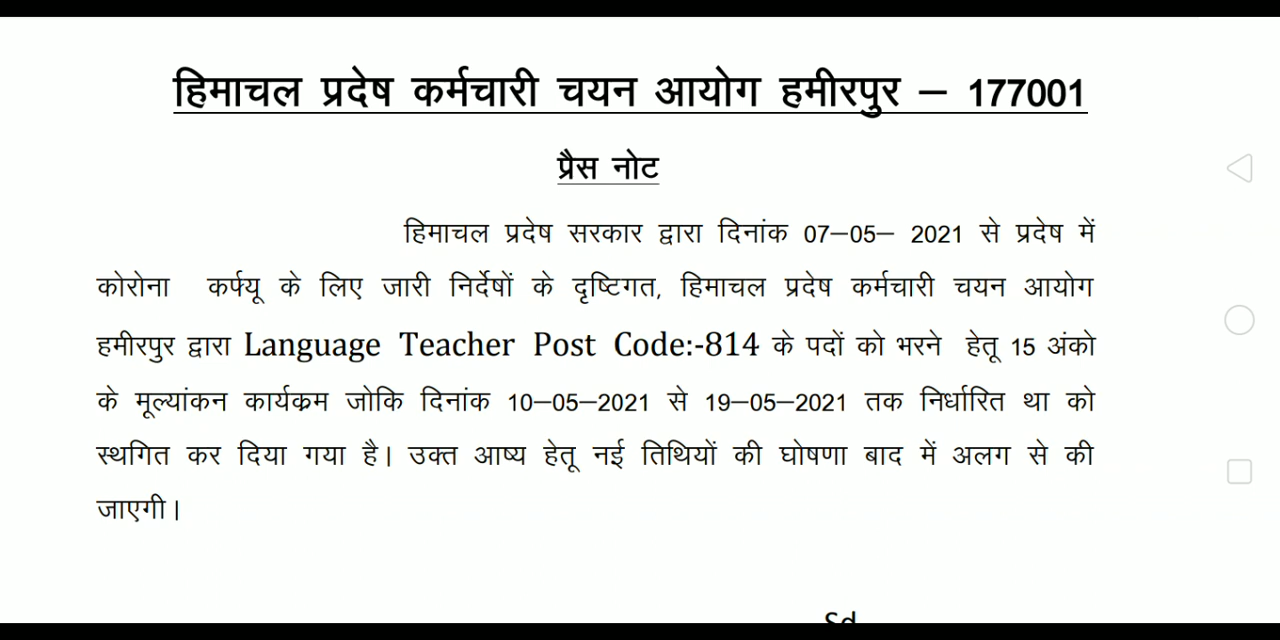 हिमाचल प्रदेष कर्मचारी चयन आयोग हमीरपुर – 177001
प्रैस नोट
हिमाचल प्रदेष सरकार द्वारा दिनांक 07–05– 2021 से प्रदेष में
कोरोना कर्फ्यू के लिए जारी निर्देषों के दृष्टिगत, हिमाचल प्रदेष कर्मचारी चयन आयोग
हमीरपुर द्वारा Language Teacher Post Code:-814 के पदों को भरने हेतू 15 अंको
के मूल्यांकन कार्यक्रम जोकि दिनांक 10–05–2021 से 19–05–2021 तक निर्धारित था को
स्थगित कर दिया गया है। उक्त आष्य हेतू नई तिथियों की घोषणा बाद में अलग से की
जाएगी।
Sd